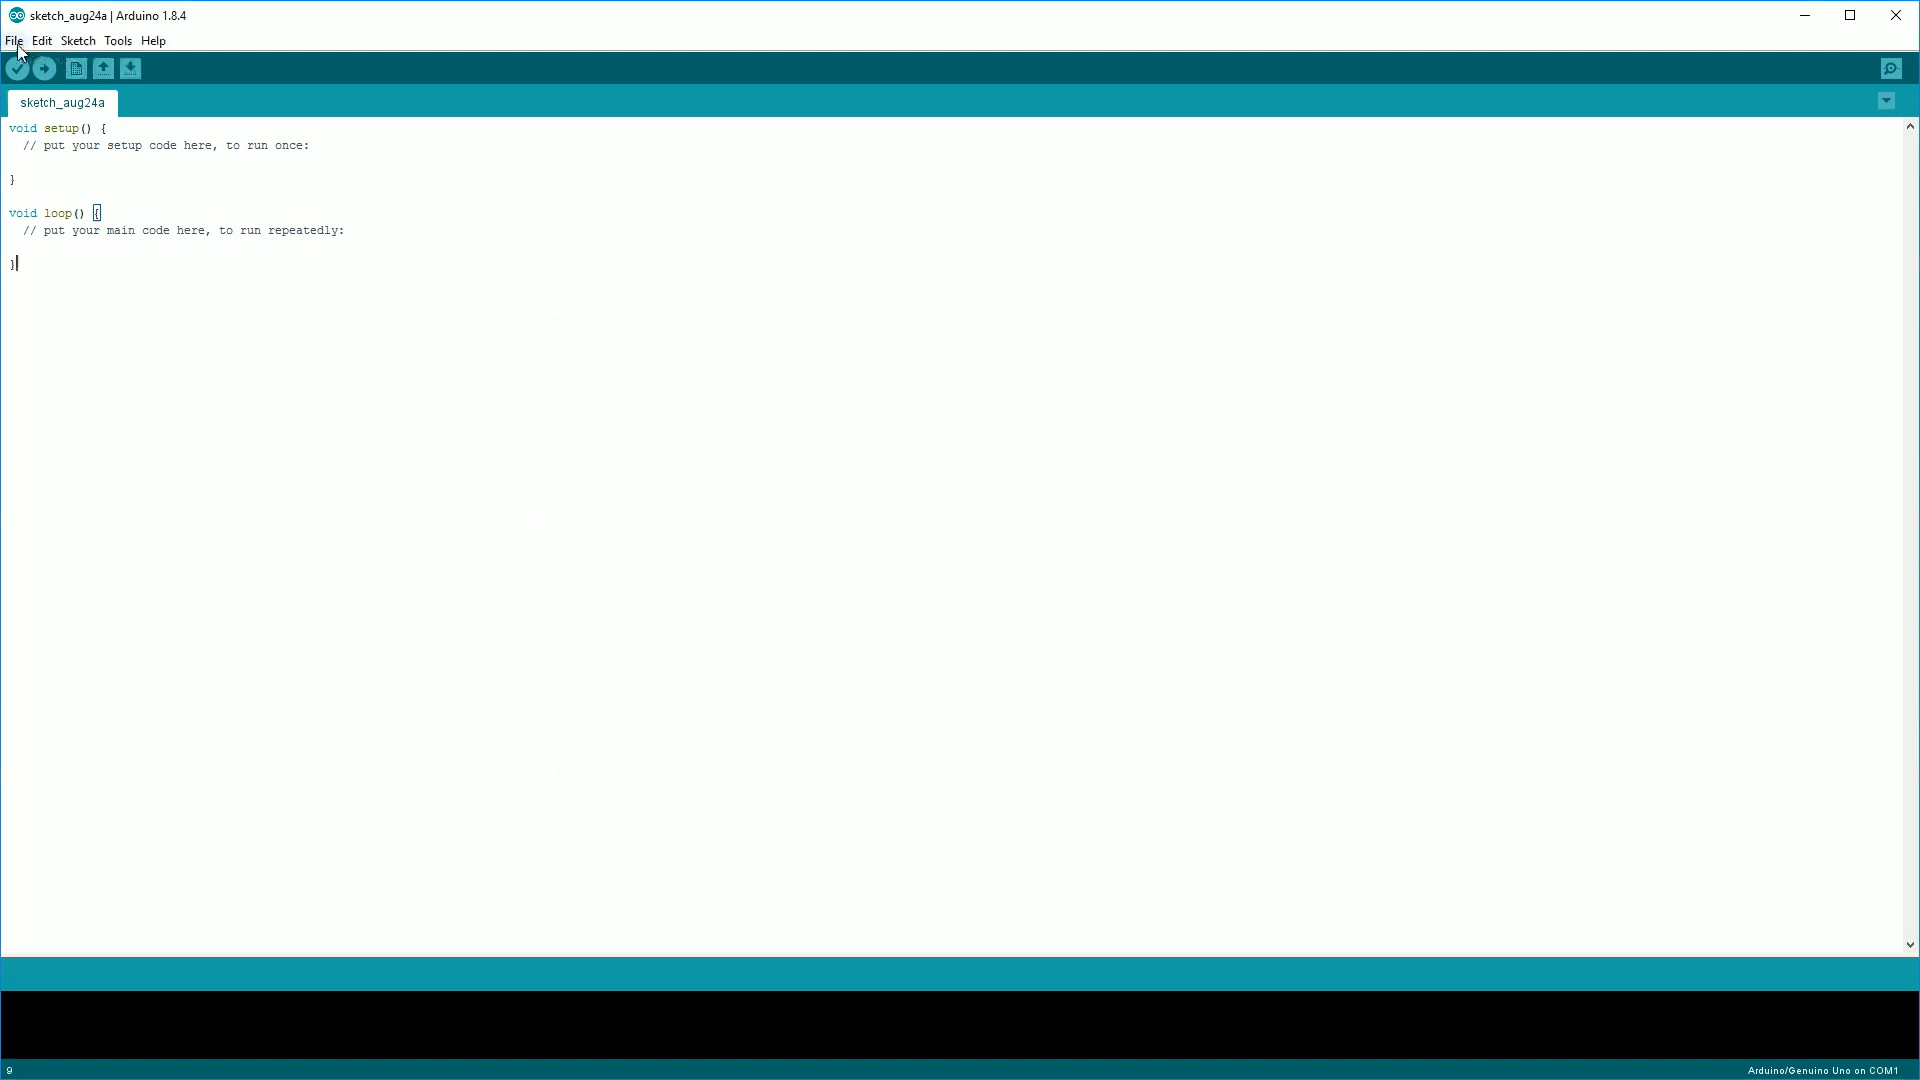 sketch_aug24a | Arduino 1.8.4
File Edit Sketch Tools Help
sketch_aug24a
void setup() {
  // put your setup code here, to run once:
}
void loop() {
  // put your main code here, to run repeatedly:
}
9
Arduino/Genuino Uno on COM1